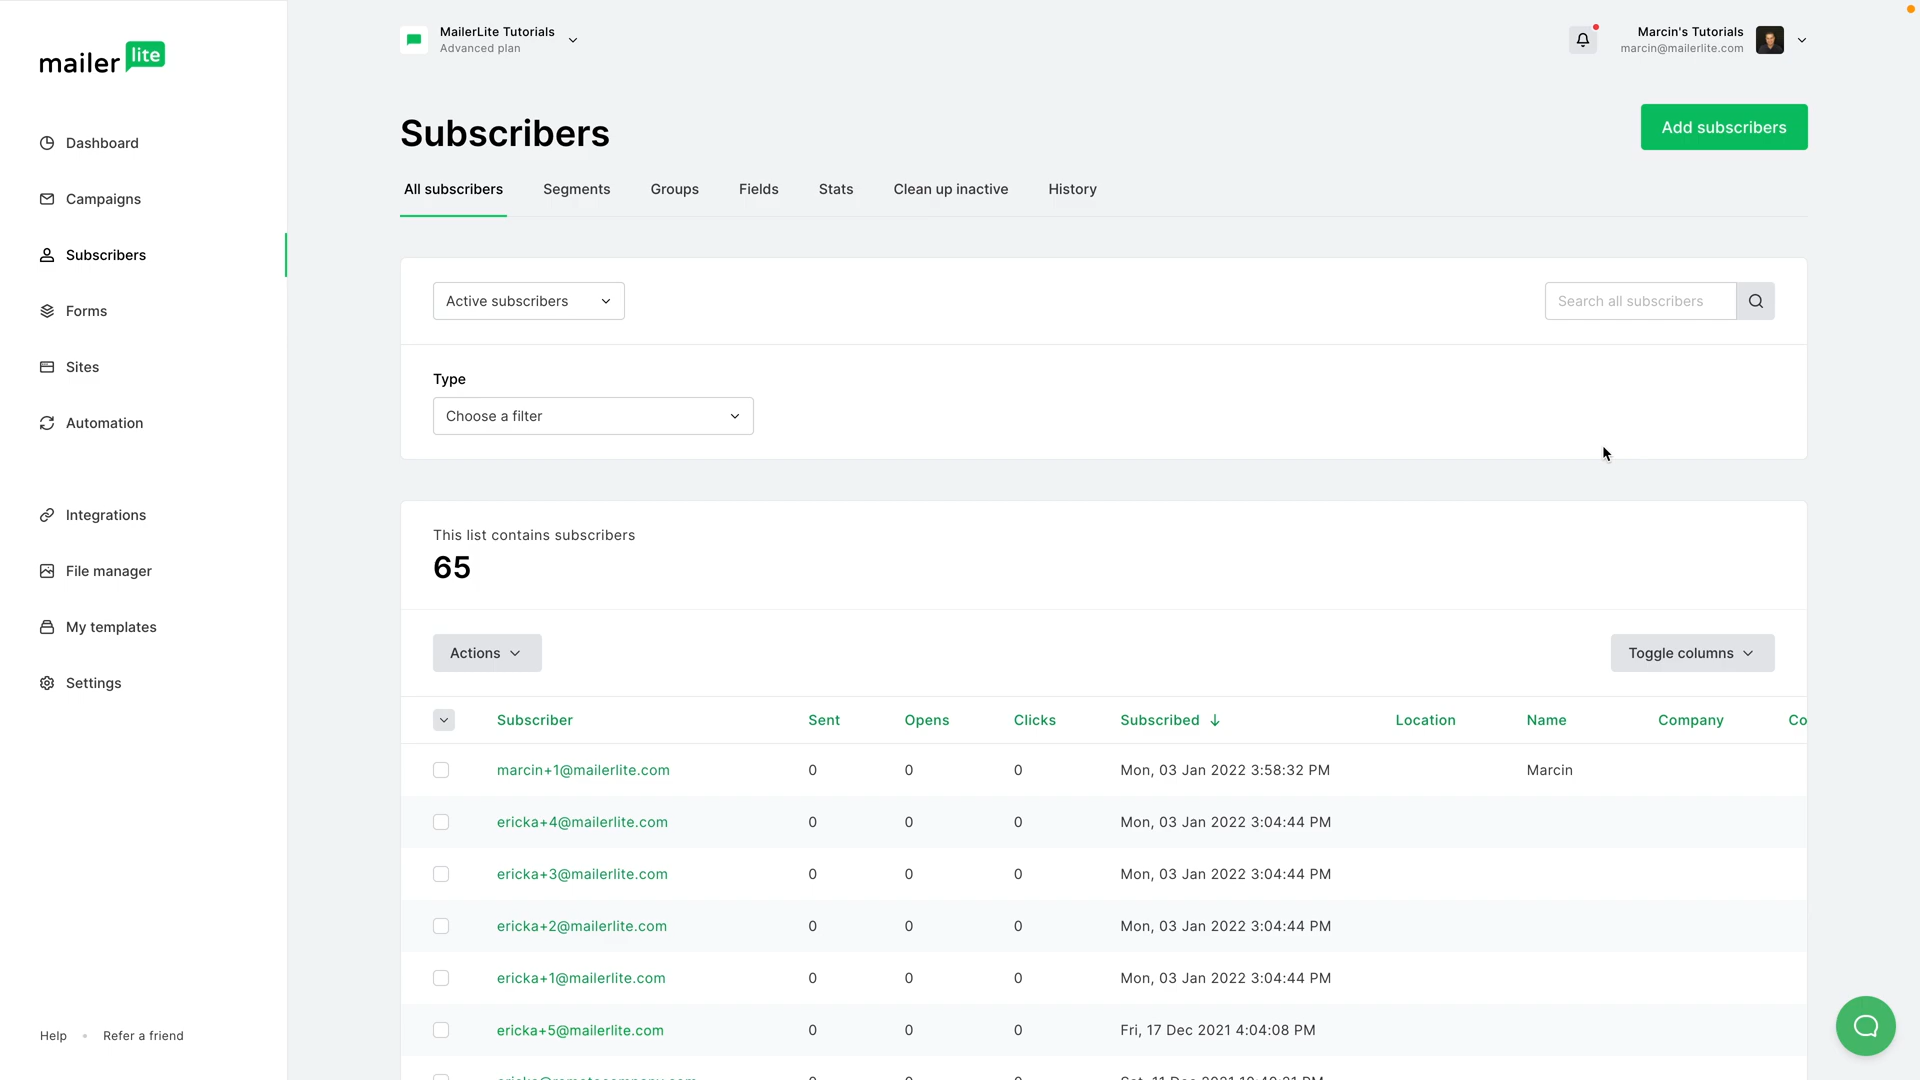 mailer lite
MailerLite Tutorials
Advanced plan
Marcin's Tutorials
marcin@mailerlite.com
Dashboard
Campaigns
Subscribers
Forms
Sites
Automation
Integrations
File manager
My templates
Settings
Help • Refer a friend
Subscribers
Add subscribers
All subscribers Segments Groups Fields Stats Clean up inactive History
Active subscribers
Search all subscribers
Type
Choose a filter
This list contains subscribers
65
Actions
Toggle columns
Subscriber Sent Opens Clicks Subscribed ↓ Location Name Company Co
marcin+1@mailerlite.com 0 0 0 Mon, 03 Jan 2022 3:58:32 PM Marcin
ericka+4@mailerlite.com 0 0 0 Mon, 03 Jan 2022 3:04:44 PM
ericka+3@mailerlite.com 0 0 0 Mon, 03 Jan 2022 3:04:44 PM
ericka+2@mailerlite.com 0 0 0 Mon, 03 Jan 2022 3:04:44 PM
ericka+1@mailerlite.com 0 0 0 Mon, 03 Jan 2022 3:04:44 PM
ericka+5@mailerlite.com 0 0 0 Fri, 17 Dec 2021 4:04:08 PM